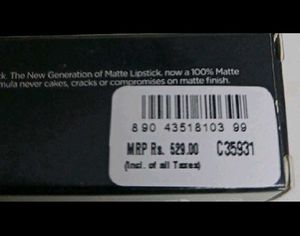 k. The New Generation of Matte Lipstick. now a 100% Matte
mula never cakes, cracks or compromises on matte finish.
8 90 43518103 99
MRP Rs. 529.00 C35931
(Incl. of all Taxes)